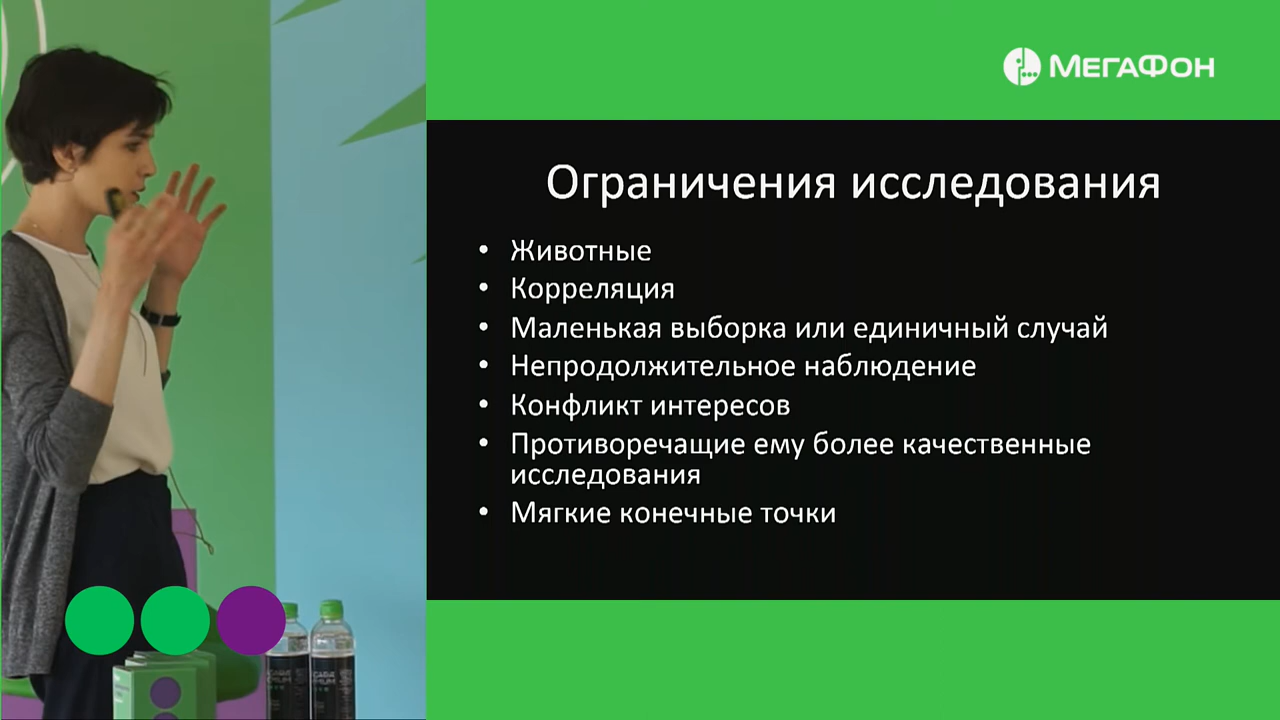 МегаФон
Ограничения исследования
• Животные
• Корреляция
• Маленькая выборка или единичный случай
• Непродолжительное наблюдение
• Конфликт интересов
• Противоречащие ему более качественные
исследования
• Мягкие конечные точки